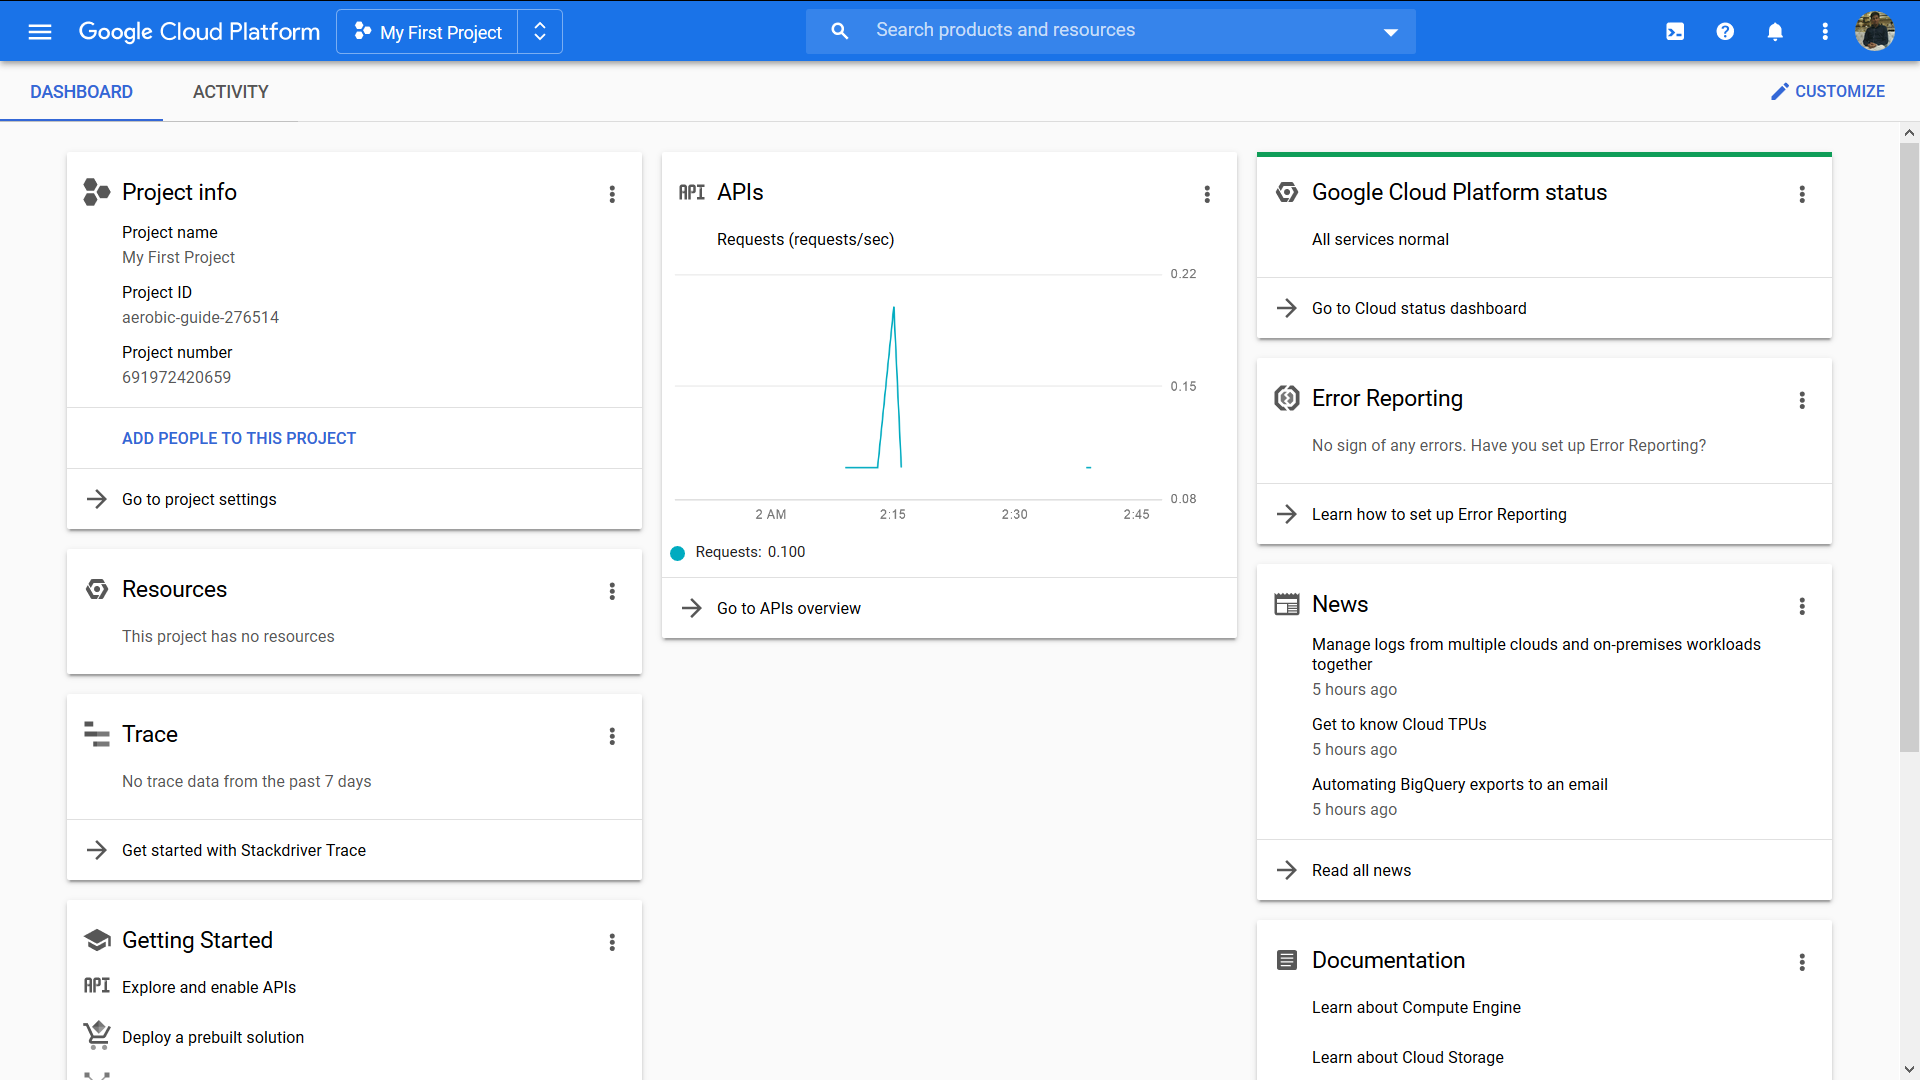 Google Cloud Platform
My First Project
Search products and resources
DASHBOARD
ACTIVITY
CUSTOMIZE
Project info
Project name
My First Project
Project ID
aerobic-guide-276514
Project number
691972420659
ADD PEOPLE TO THIS PROJECT
Go to project settings
Resources
This project has no resources
Trace
No trace data from the past 7 days
Get started with Stackdriver Trace
Getting Started
API Explore and enable APIs
Deploy a prebuilt solution
API APIs
Requests (requests/sec)
0.22
0.15
0.08
2 AM 2:15 2:30 2:45
Requests: 0.100
Go to APIs overview
Google Cloud Platform status
All services normal
Go to Cloud status dashboard
Error Reporting
No sign of any errors. Have you set up Error Reporting?
Learn how to set up Error Reporting
News
Manage logs from multiple clouds and on-premises workloads
together
5 hours ago
Get to know Cloud TPUs
5 hours ago
Automating BigQuery exports to an email
5 hours ago
Read all news
Documentation
Learn about Compute Engine
Learn about Cloud Storage